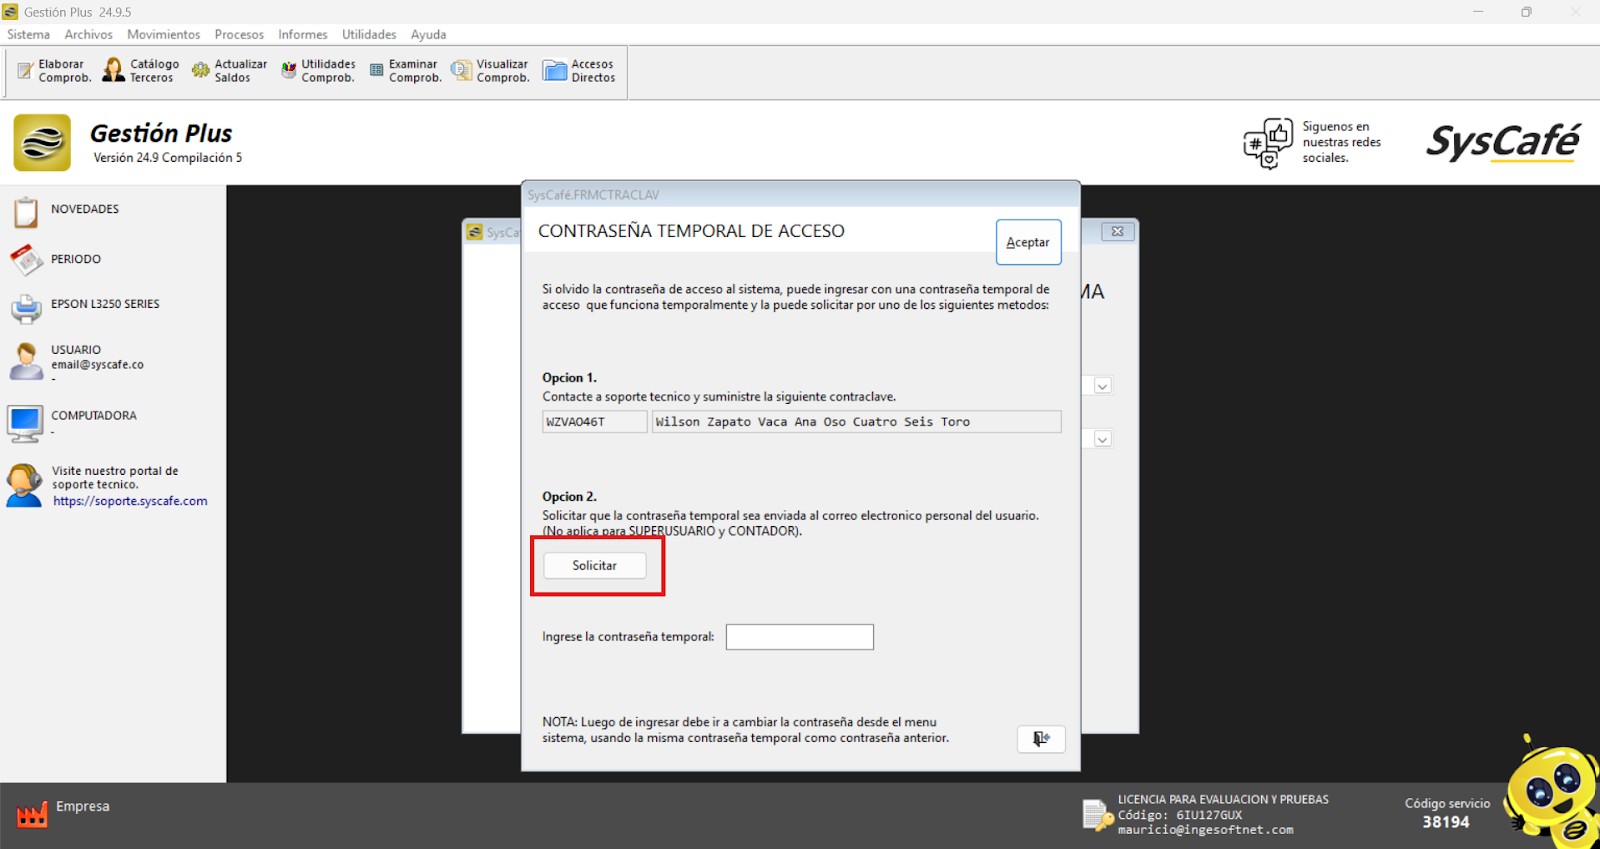 Gestión Plus 24.9.5
Sistema Archivos Movimientos Procesos Informes Utilidades Ayuda
Elaborar Comprob.
Catálogo Terceros
Actualizar Saldos
Utilidades Comprob.
Examinar Comprob.
Visualizar Comprob.
Accesos Directos
Gestión Plus
Versión 24.9 Compilación 5
#
Siguenos en
nuestras redes
sociales.
SysCafé
NOVEDADES
PERIODO
EPSON L3250 SERIES
USUARIO
email@syscafe.co
-
COMPUTADORA
-
Visite nuestro portal de
soporte tecnico.
https://soporte.syscafe.com
SysCa
MA
SysCafé.FRMCTRACLAV
CONTRASEÑA TEMPORAL DE ACCESO
Aceptar
Si olvido la contraseña de acceso al sistema, puede ingresar con una contraseña temporal de
acceso que funciona temporalmente y la puede solicitar por uno de los siguientes metodos:
Opcion 1.
Contacte a soporte tecnico y suministre la siguiente contraclave.
WZVAO46T Wilson Zapato Vaca Ana Oso Cuatro Seis Toro
Opcion 2.
Solicitar que la contraseña temporal sea enviada al correo electronico personal del usuario.
(No aplica para SUPERUSUARIO y CONTADOR).
Solicitar
Ingrese la contraseña temporal:
NOTA: Luego de ingresar debe ir a cambiar la contraseña desde el menu
sistema, usando la misma contraseña temporal como contraseña anterior.
Empresa
LICENCIA PARA EVALUACION Y PRUEBAS
Código: 6IU127GUX
mauricio@ingesoftnet.com
Código servicio
38194